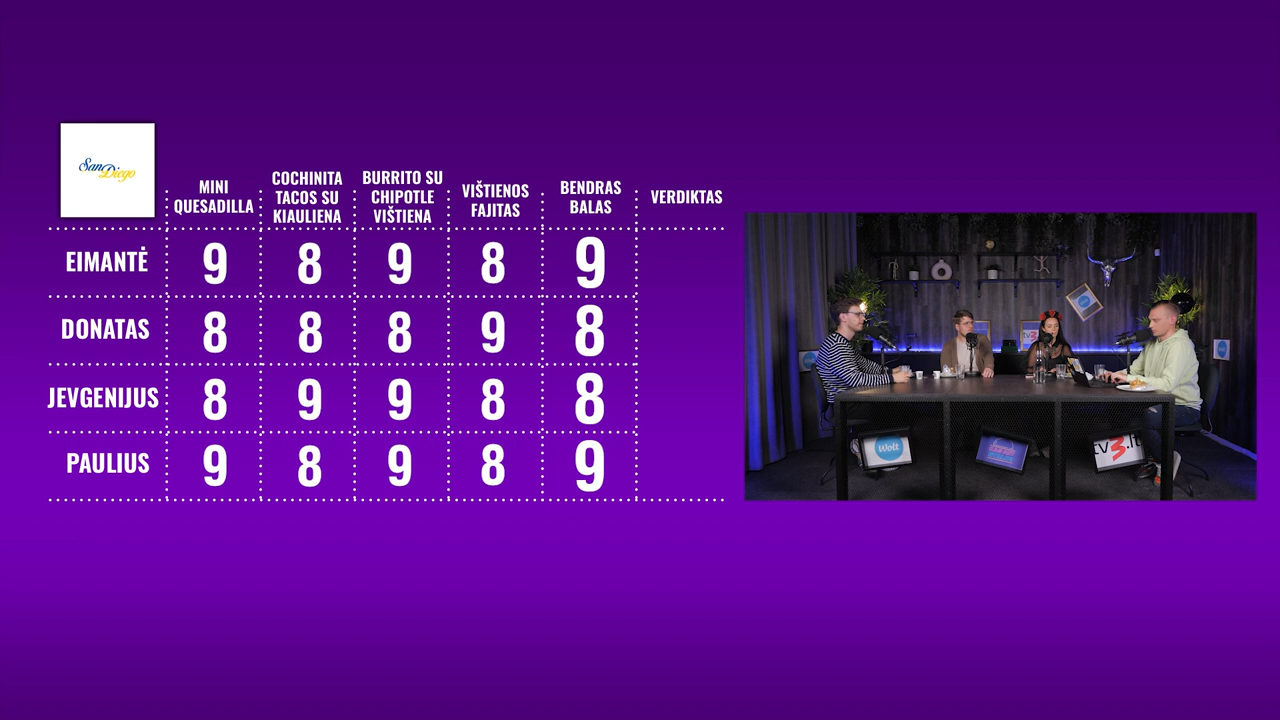 San
Diego
MINI
QUESADILLA
COCHINITA
TACOS SU
KIAULIENA
BURRITO SU
CHIPOTLE
VIŠTIENA
VIŠTIENOS
FAJITAS
BENDRAS
BALAS
VERDIKTAS
EIMANTĖ 9 8 9 8 9
DONATAS 8 8 8 9 8
JEVGENIJUS 8 9 9 8 8
PAULIUS 9 8 9 8 9
Wolt
tv3.lt